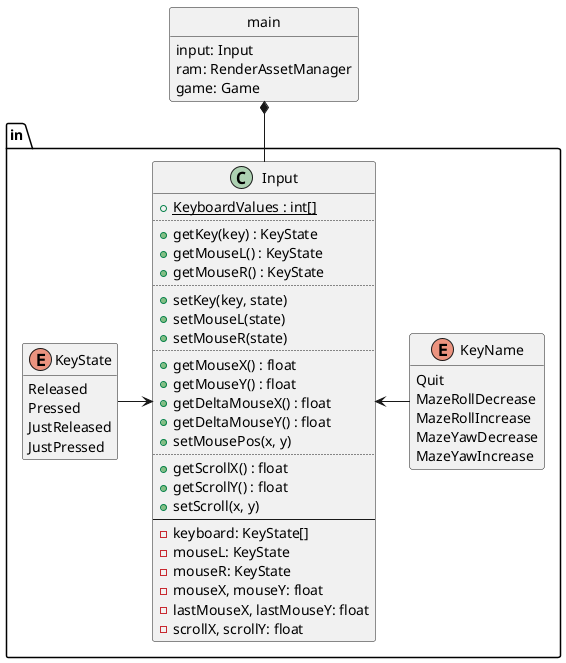 main
input: Input
ram: RenderAssetManager
game: Game
in
C Input
KeyboardValues : int[]
getKey(key) : KeyState
getMouseL() : KeyState
getMouseR() : KeyState
setKey(key, state)
setMouseL(state)
setMouseR(state)
getMouseX() : float
getMouseY() : float
getDeltaMouseX() : float
getDeltaMouseY() : float
setMousePos(x, y)
getScrollX() : float
getScrollY() : float
setScroll(x, y)
keyboard: KeyState[]
mouseL: KeyState
mouseR: KeyState
mouseX, mouseY: float
lastMouseX, lastMouseY: float
scrollX, scrollY: float
E KeyState
Released
Pressed
JustReleased
JustPressed
E KeyName
Quit
MazeRollDecrease
MazeRollIncrease
MazeYawDecrease
MazeYawIncrease